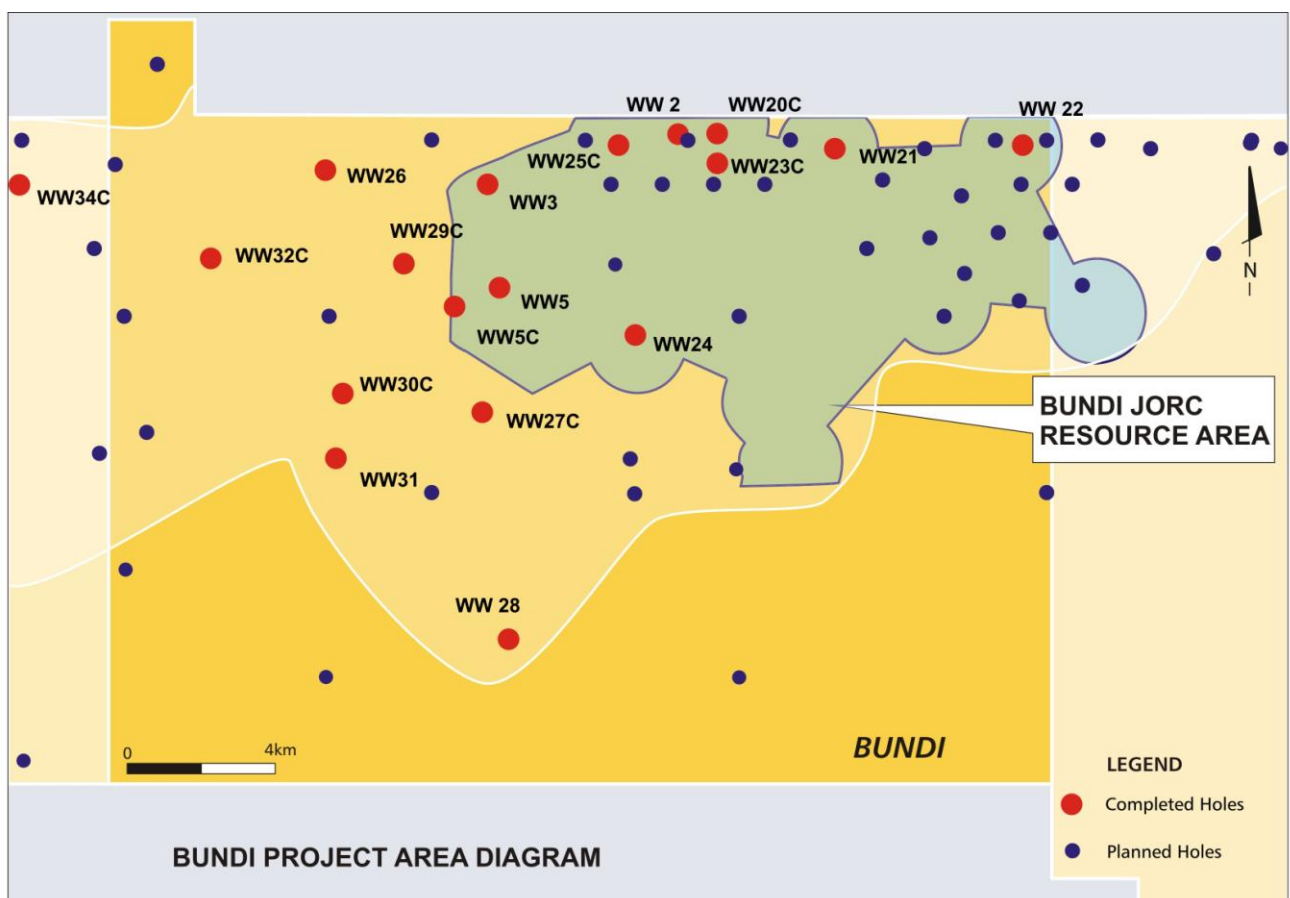 WW 2
WW20C
WW 22
WW25C
WW23C
WW21
WW26
WW34C
WW3
WW29C
WW32C
N
WW5
WW5C
WW24
WW30C
WW27C
BUNDI JORC
RESOURCE AREA
WW31
WW 28
0 4km
BUNDI
LEGEND
Completed Holes
Planned Holes
BUNDI PROJECT AREA DIAGRAM